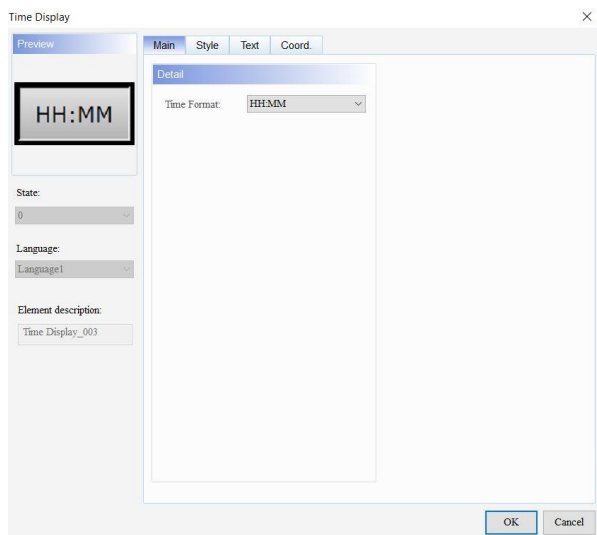 Time Display
Preview
HH:MM
State:
0
Language:
Language1
Element description:
Time Display_003
Main Style Text Coord.
Detail
Time Format: HH:MM
OK Cancel